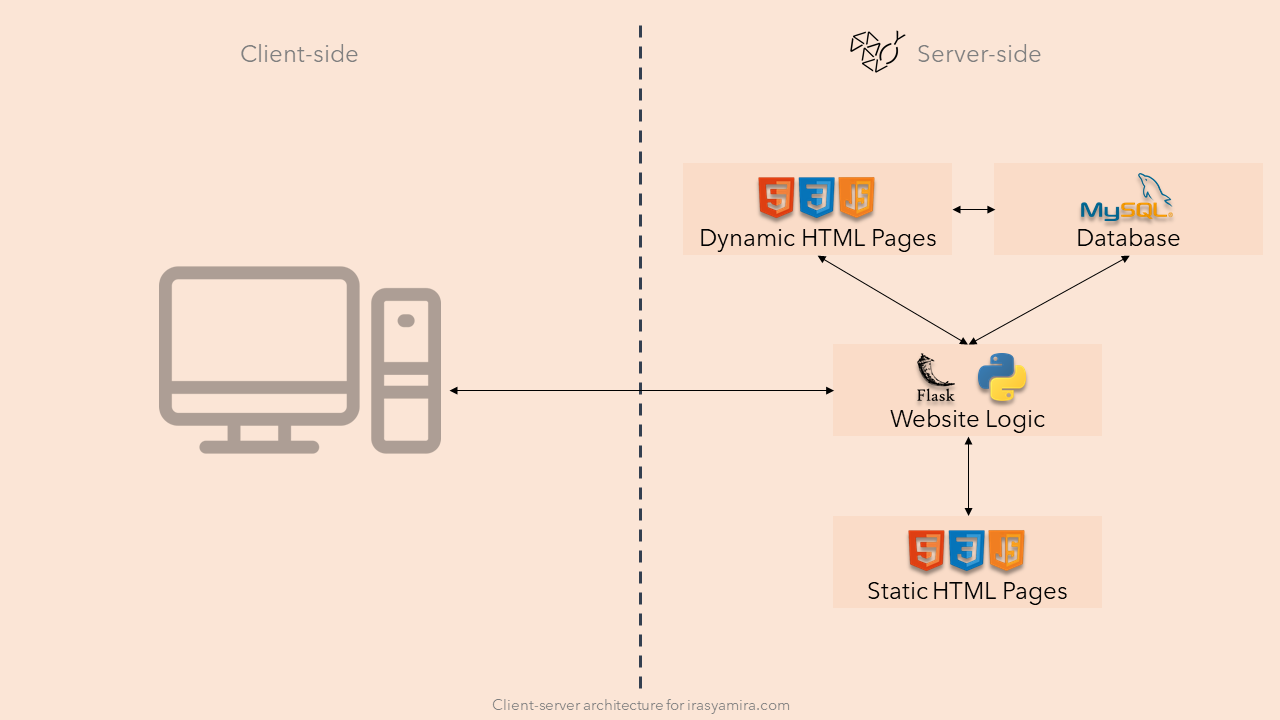 Client-side
Server-side
5 3 JS
MySQL®
Dynamic HTML Pages
Database
Flask
Website Logic
5 3 JS
Static HTML Pages
Client-server architecture for irasyamira.com